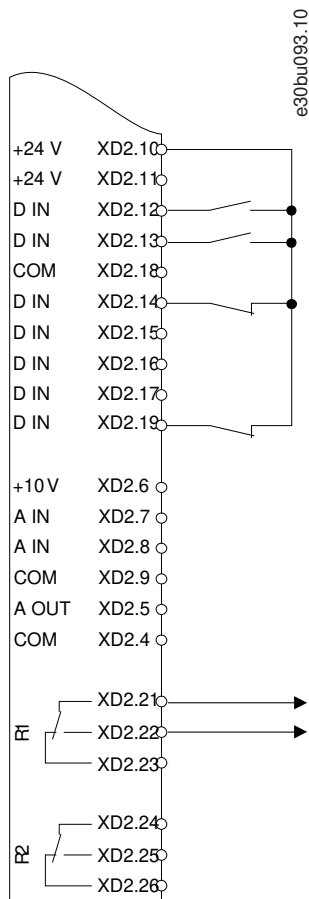 e30bu093.10
+24 V XD2.10
+24 V XD2.11
D IN XD2.12
D IN XD2.13
COM XD2.18
D IN XD2.14
D IN XD2.15
D IN XD2.16
D IN XD2.17
D IN XD2.19
+10 V XD2.6
A IN XD2.7
A IN XD2.8
COM XD2.9
A OUT XD2.5
COM XD2.4
R1
XD2.21
XD2.22
XD2.23
R2
XD2.24
XD2.25
XD2.26